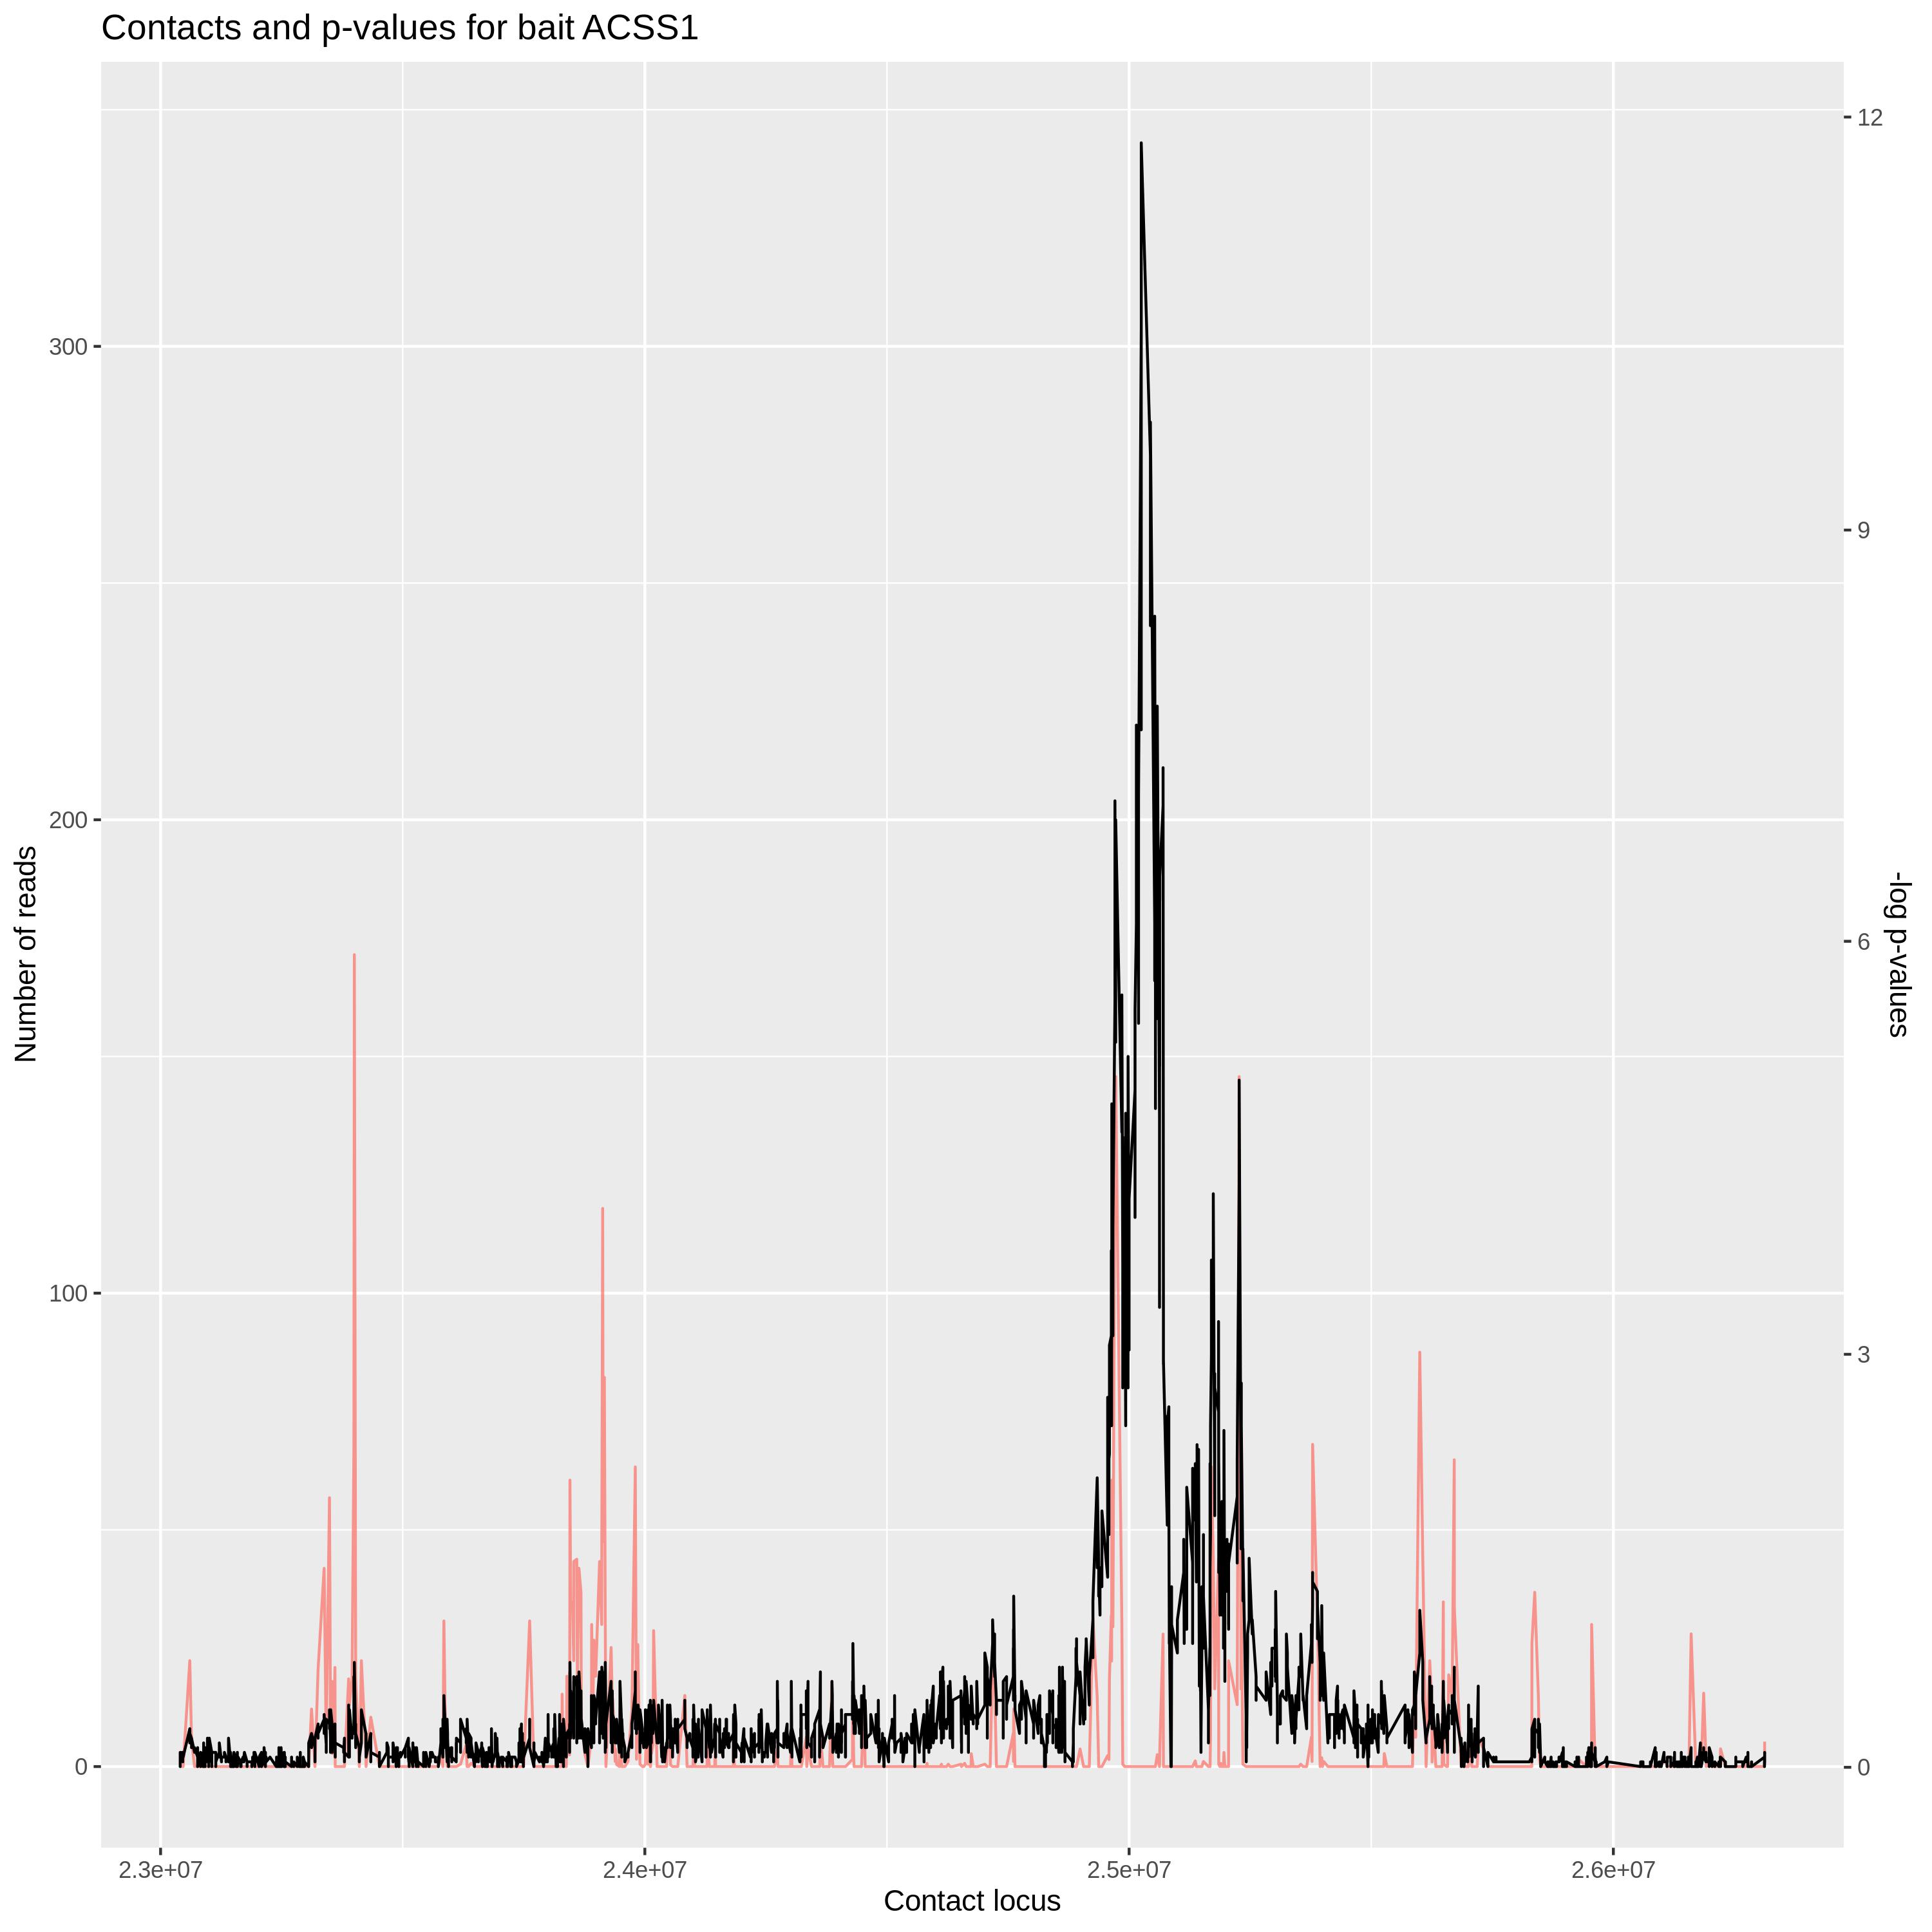 Contacts and p-values for bait ACSS1
12
300
9
200
6
100
3
0
0
Number of reads
-log p-values
2.3e+07
2.4e+07
2.5e+07
2.6e+07
Contact locus